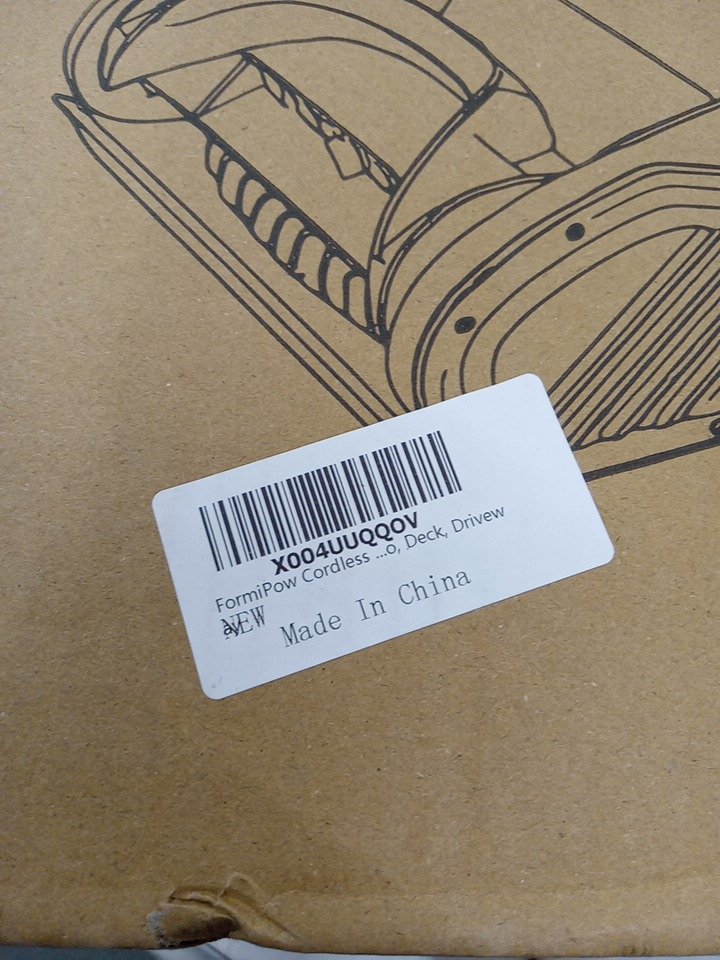 X004UUQQOV
FormiPow Cordless ...o, Deck, Drivew
ay
NEW
Made In China